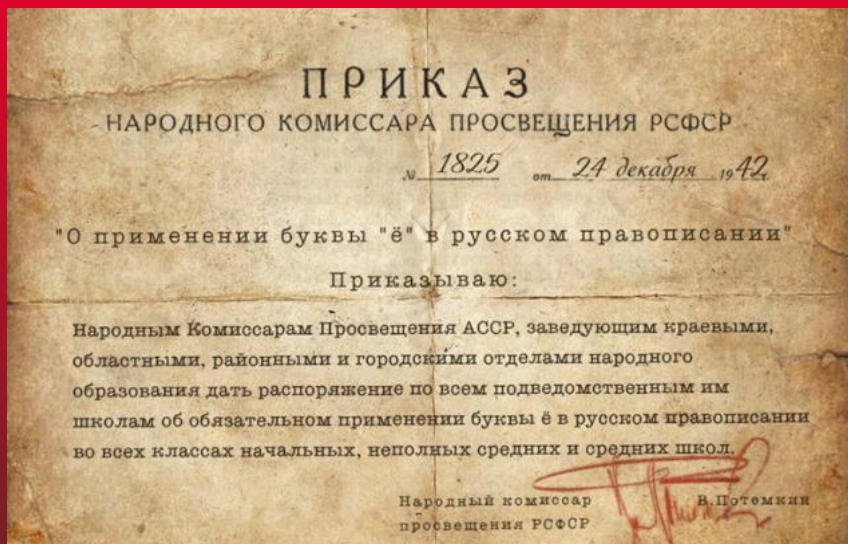 ПРИКАЗ
НАРОДНОГО КОМИССАРА ПРОСВЕЩЕНИЯ РСФСР
№ 1825 от 24 декабря 1942 г.
"О применении буквы "ё" в русском правописании"
Приказываю:
Народным Комиссарам Просвещения АССР, заведующим краевыми,
областными, районными и городскими отделами народного
образования дать распоряжение по всем подведомственным им
школам об обязательном применении буквы ё в русском правописании
во всех классах начальных, неполных средних и средних школ.
Народный комиссар В.Потемкин
просвещения РСФСР